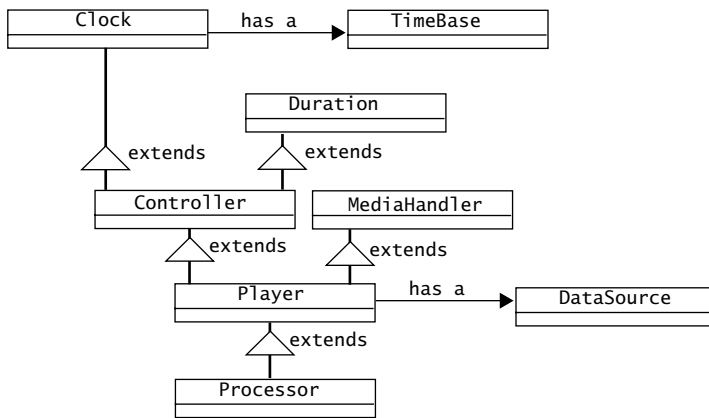 Clock
has a
TimeBase
Duration
extends
extends
Controller
MediaHandler
extends
extends
Player
has a
DataSource
extends
Processor